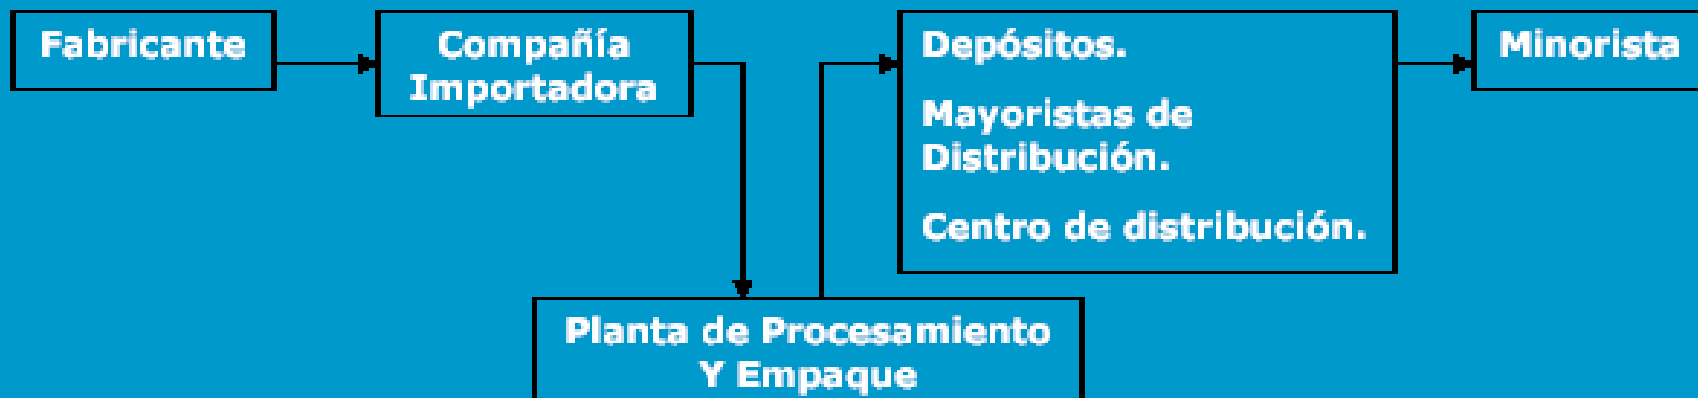 Fabricante
Compañía
Importadora
Depósitos.
Mayoristas de
Distribución.
Centro de distribución.
Minorista
Planta de Procesamiento
Y Empaque